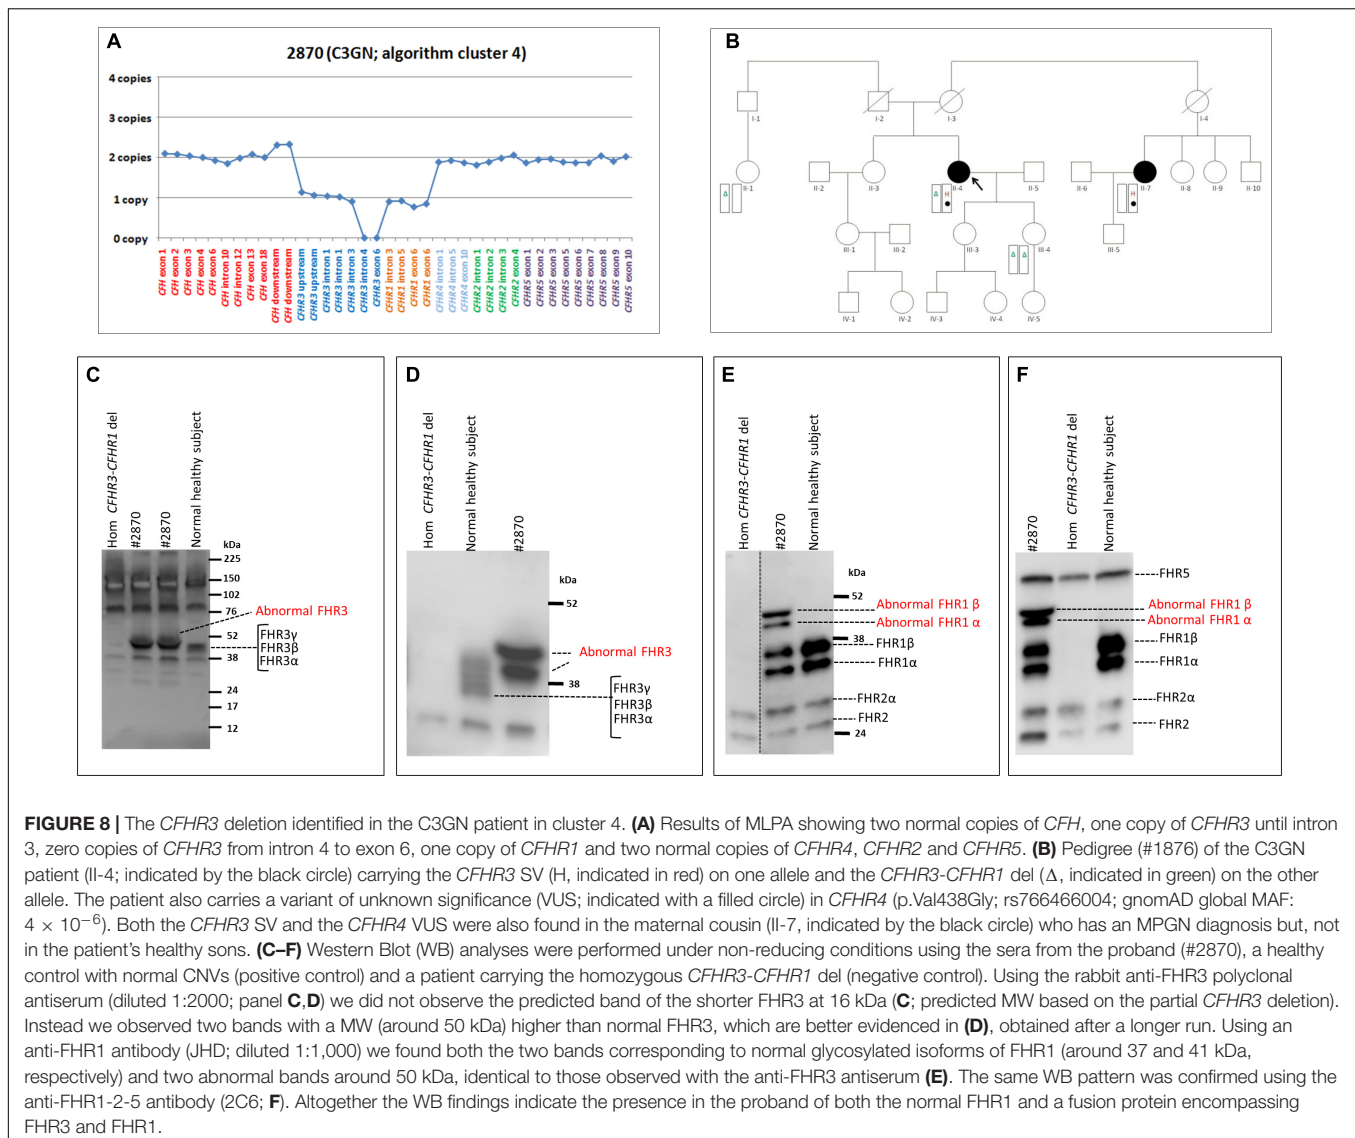 A
2870 (C3GN; algorithm cluster 4)
4 copies
3 copies
2 copies
1 copy
0 copy
CFH exon 1
CFH exon 2
CFH exon 3
CFH exon 4
CFH exon 6
CFH intron 10
CFH intron 12
CFH exon 13
CFH exon 18
CFH downstream
CFH downstream
CFHR3 upstream
CFHR3 upstream
CFHR3 intron 1
CFHR3 intron 1
CFHR3 intron 3
CFHR3 intron 4
CFHR3 exon 6
CFHR1 intron 3
CFHR1 intron 5
CFHR1 exon 6
CFHR1 exon 6
CFHR4 intron 1
CFHR4 intron 5
CFHR4 exon 10
CFHR2 intron 1
CFHR2 intron 2
CFHR2 intron 3
CFHR2 exon 4
CFHR5 exon 1
CFHR5 exon 2
CFHR5 exon 3
CFHR5 exon 5
CFHR5 exon 6
CFHR5 exon 7
CFHR5 exon 8
CFHR5 exon 9
CFHR5 exon 10
B
I-1
I-2
I-3
I-4
II-1
II-2
II-3
II-4
II-5
II-6
II-7
II-8
II-9
II-10
Δ
Δ H
H
III-1
III-2
III-3
III-4
III-5
Δ Δ
IV-1
IV-2
IV-3
IV-4
IV-5
C
Hom CFHR3-CFHR1 del
#2870
#2870
Normal healthy subject
kDa
225
150
102
76
52
38
24
17
12
Abnormal FHR3
FHR3γ
FHR3β
FHR3α
D
Hom CFHR3-CFHR1 del
Normal healthy subject
#2870
kDa
52
38
Abnormal FHR3
FHR3γ
FHR3β
FHR3α
E
Hom CFHR3-CFHR1 del
#2870
Normal healthy subject
kDa
52
38
24
Abnormal FHR1 β
Abnormal FHR1 α
FHR1β
FHR1α
FHR2α
FHR2
F
#2870
Hom CFHR3-CFHR1 del
Normal healthy subject
FHR5
Abnormal FHR1 β
Abnormal FHR1 α
FHR1β
FHR1α
FHR2α
FHR2
FIGURE 8 | The CFHR3 deletion identified in the C3GN patient in cluster 4. (A) Results of MLPA showing two normal copies of CFH, one copy of CFHR3 until intron
3, zero copies of CFHR3 from intron 4 to exon 6, one copy of CFHR1 and two normal copies of CFHR4, CFHR2 and CFHR5. (B) Pedigree (#1876) of the C3GN
patient (II-4; indicated by the black circle) carrying the CFHR3 SV (H, indicated in red) on one allele and the CFHR3-CFHR1 del (Δ, indicated in green) on the other
allele. The patient also carries a variant of unknown significance (VUS; indicated with a filled circle) in CFHR4 (p.Val438Gly; rs766466004; gnomAD global MAF:
4 × 10⁻⁶). Both the CFHR3 SV and the CFHR4 VUS were also found in the maternal cousin (II-7, indicated by the black circle) who has an MPGN diagnosis but, not
in the patient's healthy sons. (C–F) Western Blot (WB) analyses were performed under non-reducing conditions using the sera from the proband (#2870), a healthy
control with normal CNVs (positive control) and a patient carrying the homozygous CFHR3-CFHR1 del (negative control). Using the rabbit anti-FHR3 polyclonal
antiserum (diluted 1:2000; panel C,D) we did not observe the predicted band of the shorter FHR3 at 16 kDa (C; predicted MW based on the partial CFHR3 deletion).
Instead we observed two bands with a MW (around 50 kDa) higher than normal FHR3, which are better evidenced in (D), obtained after a longer run. Using an
anti-FHR1 antibody (JHD; diluted 1:1,000) we found both the two bands corresponding to normal glycosylated isoforms of FHR1 (around 37 and 41 kDa,
respectively) and two abnormal bands around 50 kDa, identical to those observed with the anti-FHR3 antiserum (E). The same WB pattern was confirmed using the
anti-FHR1-2-5 antibody (2C6; F). Altogether the WB findings indicate the presence in the proband of both the normal FHR1 and a fusion protein encompassing
FHR3 and FHR1.